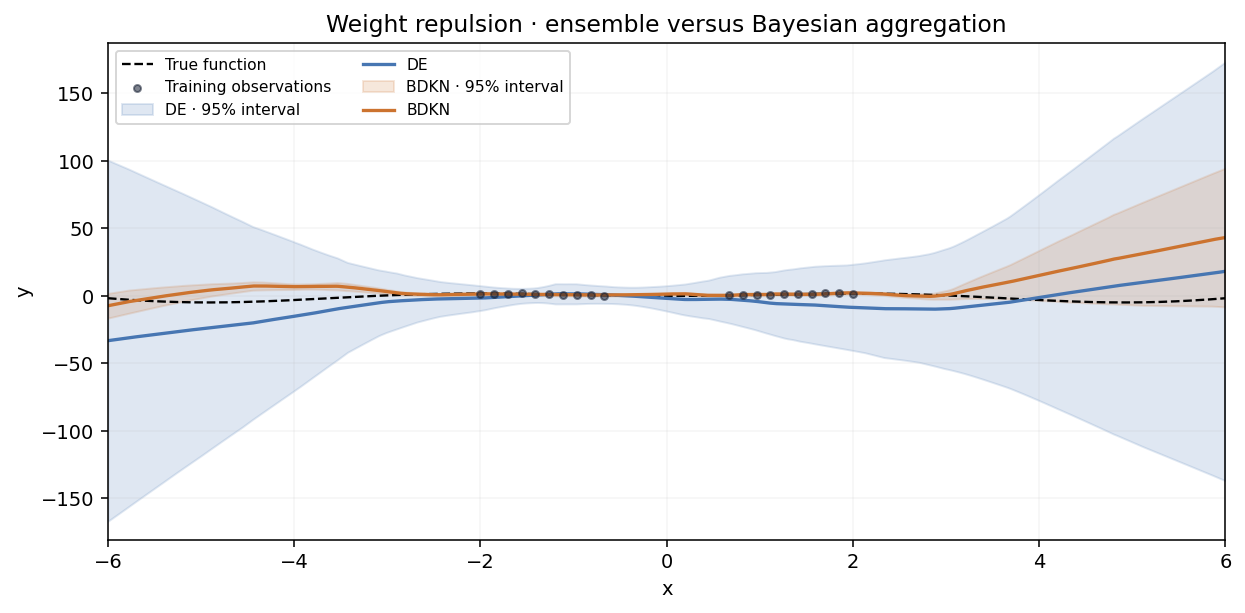 Weight repulsion · ensemble versus Bayesian aggregation
True function
Training observations
DE · 95% interval
DE
BDKN · 95% interval
BDKN
y
150
100
50
0
−50
−100
−150
−6
−4
−2
0
2
4
6
x